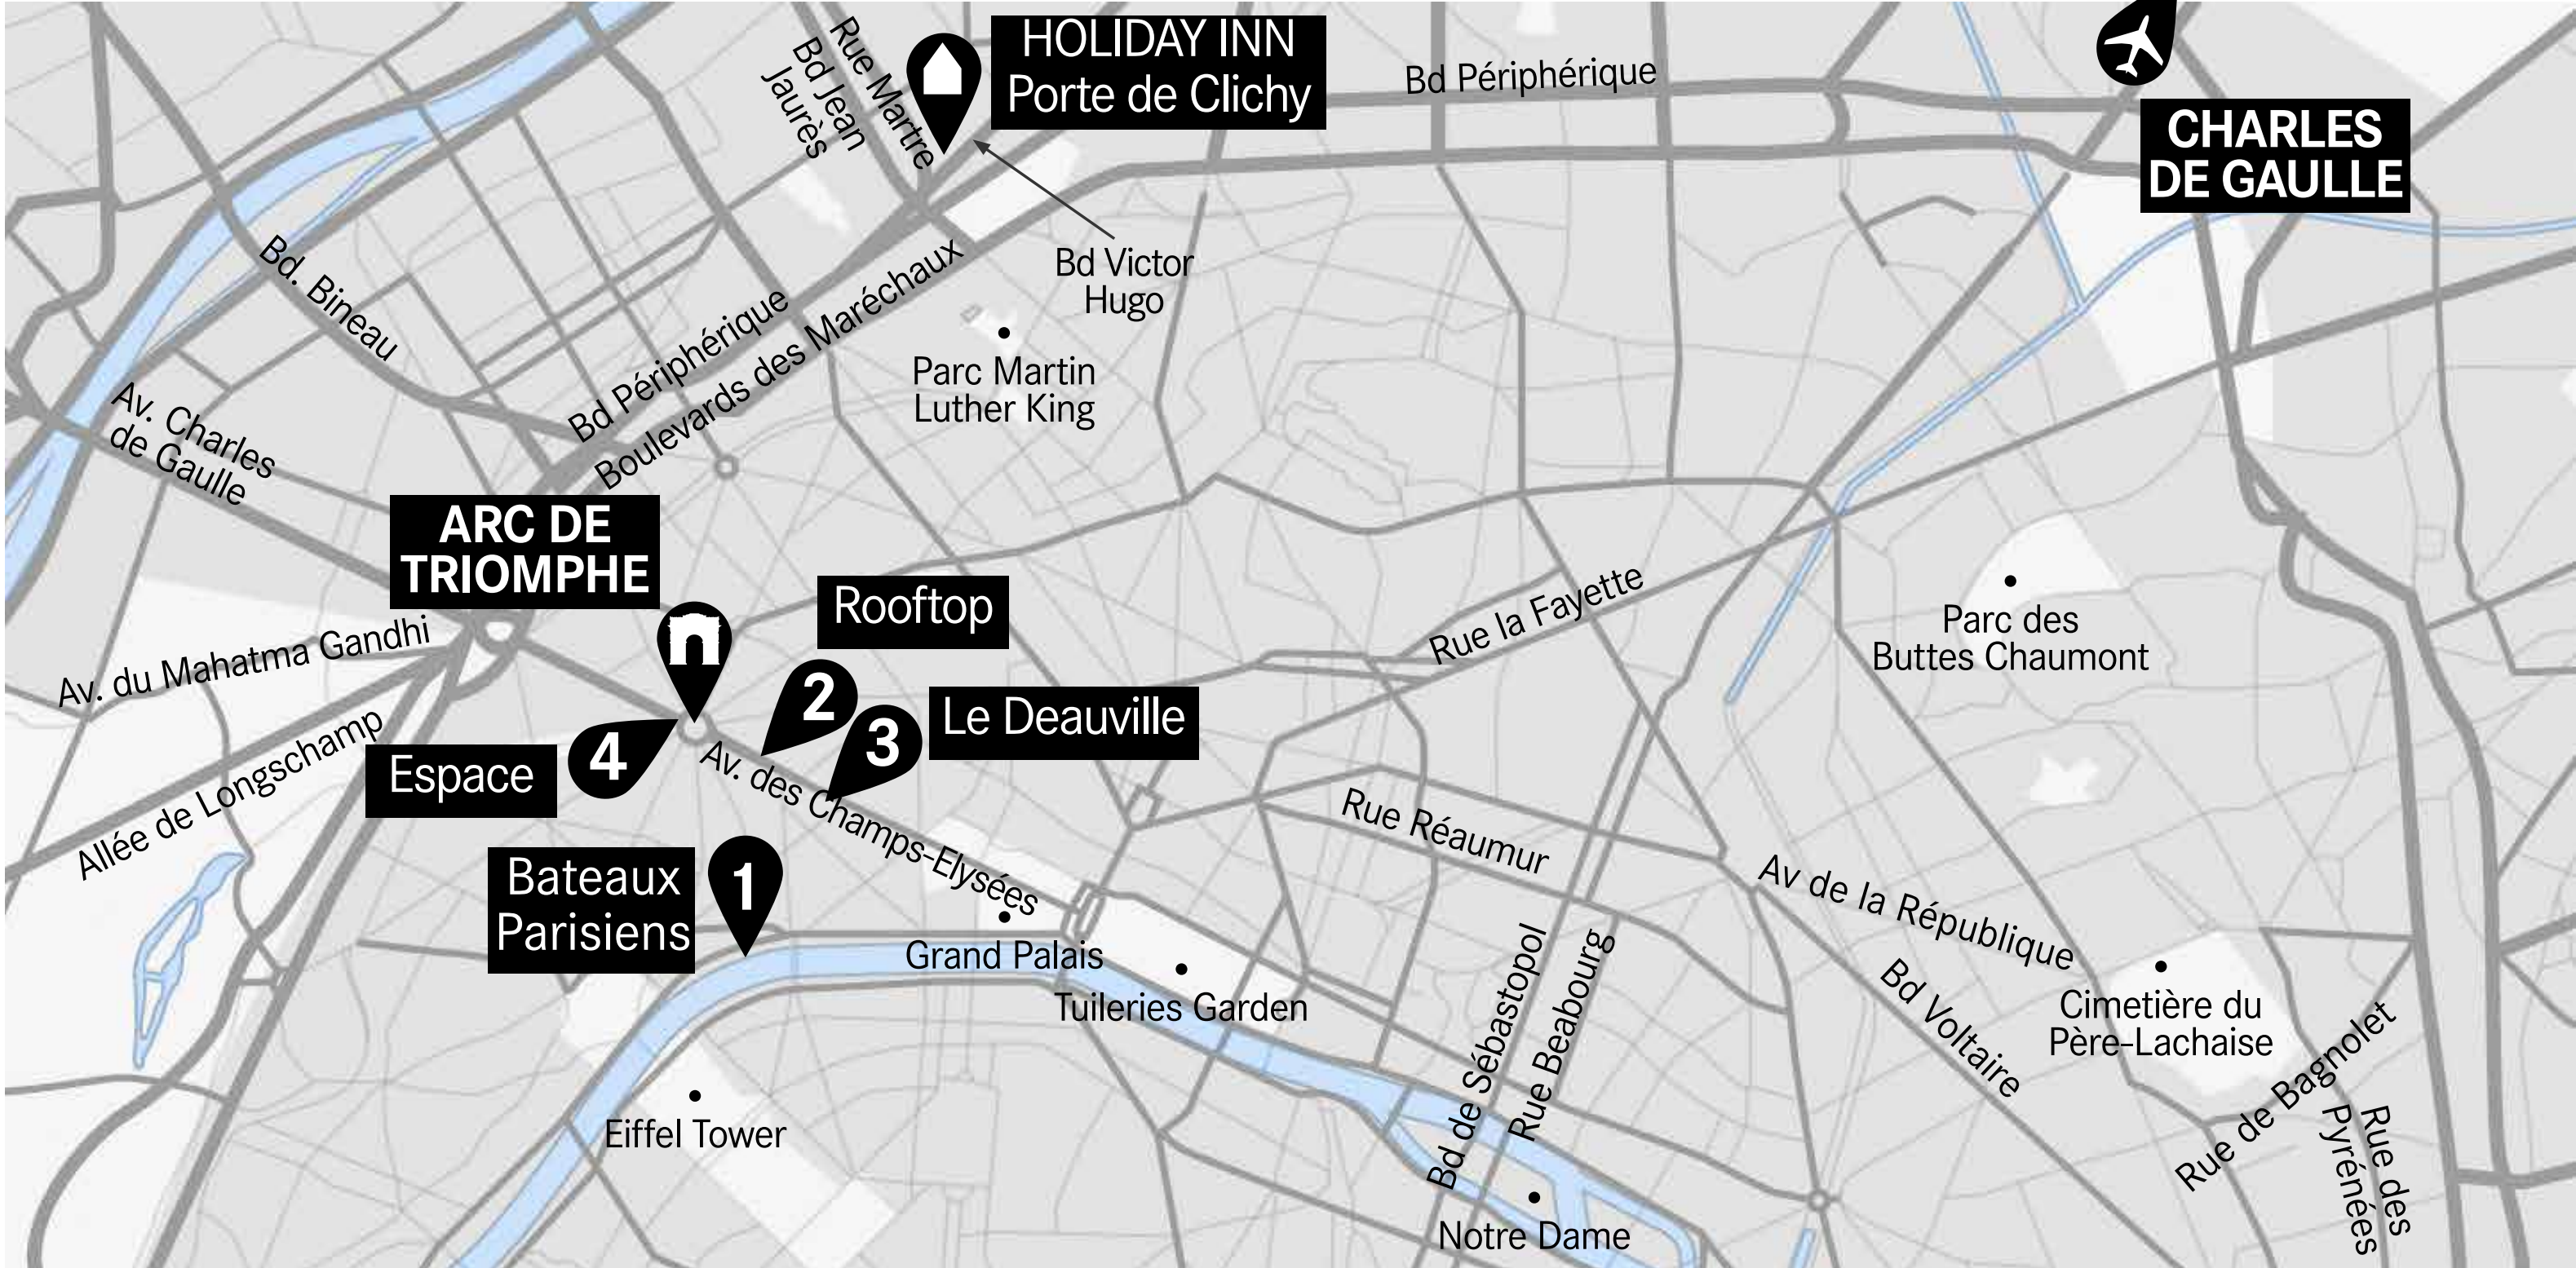 Rue Martre
Bd Jean
Jaurès
HOLIDAY INN
Porte de Clichy
Bd Périphérique
CHARLES
DE GAULLE
Bd Victor
Hugo
Bd. Bineau
Bd Périphérique
Boulevards des Maréchaux
Parc Martin
Luther King
Av. Charles
de Gaulle
ARC DE
TRIOMPHE
Rooftop
Rue la Fayette
Parc des
Buttes Chaumont
Av. du Mahatma Gandhi
2
3
Le Deauville
4
Espace
Av. des Champs-Elysées
Allée de Longschamp
Rue Réaumur
Bateaux
Parisiens
1
Av de la République
Grand Palais
Tuileries Garden
Bd de Sébastopol
Rue Beabourg
Bd Voltaire
Cimetière du
Père-Lachaise
Rue de Bagnolet
Rue des
Pyrénées
Eiffel Tower
Notre Dame